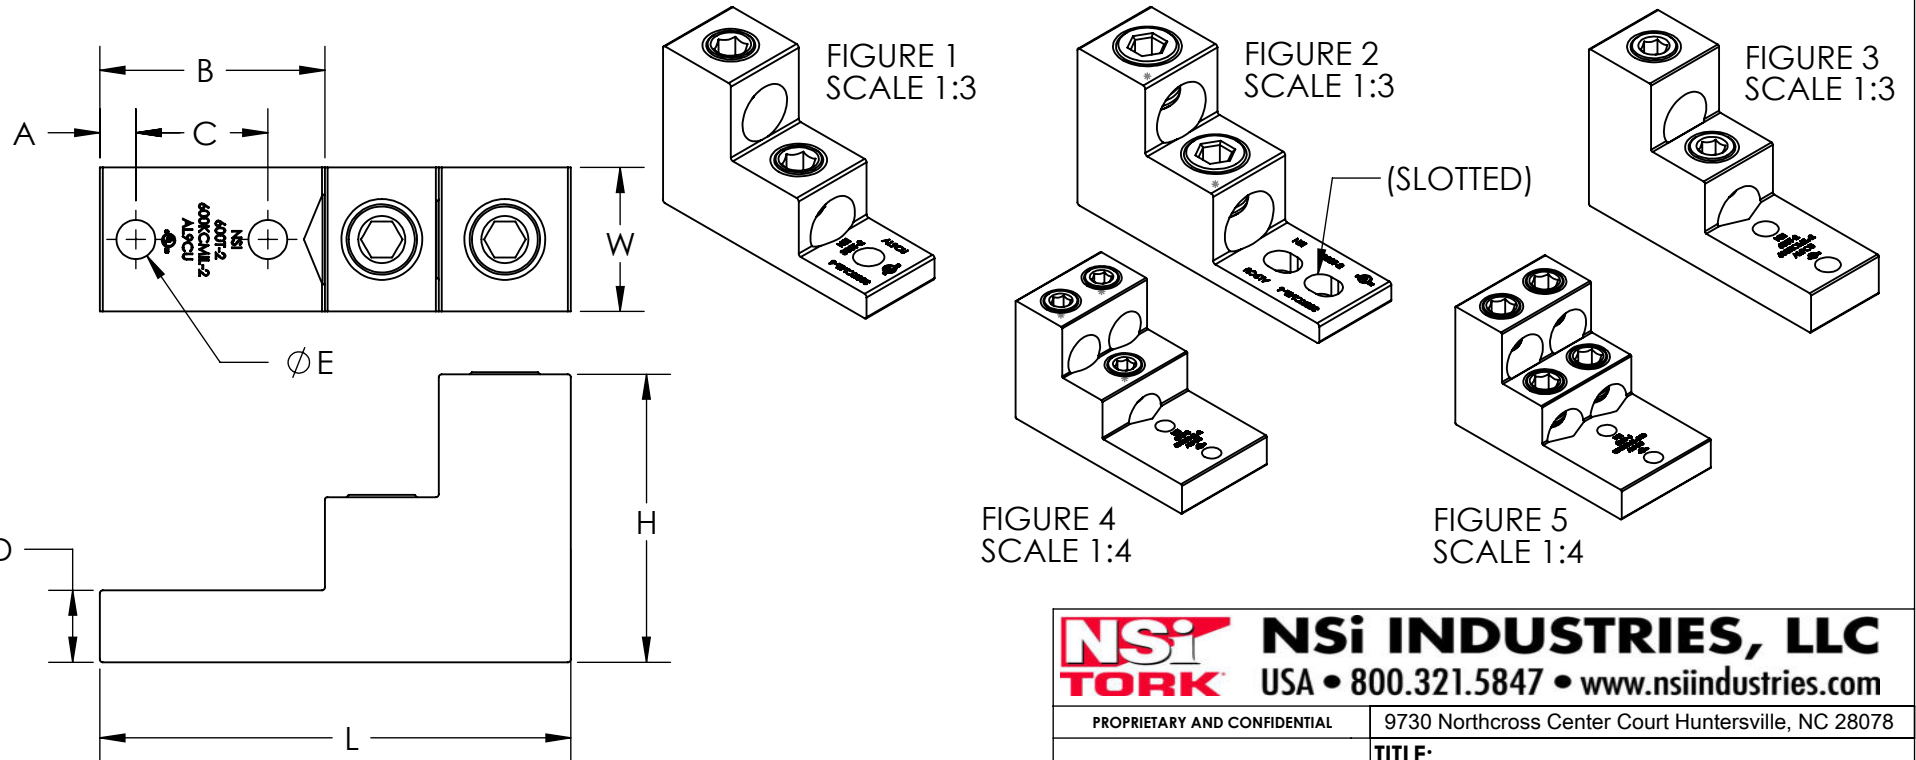 B
A
C
W
NSI
600T-2
600KCMIL-2
AL9CU
∅E
D
H
L
FIGURE 1
SCALE 1:3
FIGURE 2
SCALE 1:3
FIGURE 3
SCALE 1:3
(SLOTTED)
FIGURE 4
SCALE 1:4
FIGURE 5
SCALE 1:4
NSi
TORK
NSi INDUSTRIES, LLC
USA • 800.321.5847 • www.nsiindustries.com
PROPRIETARY AND CONFIDENTIAL
9730 Northcross Center Court Huntersville, NC 28078
TITLE: